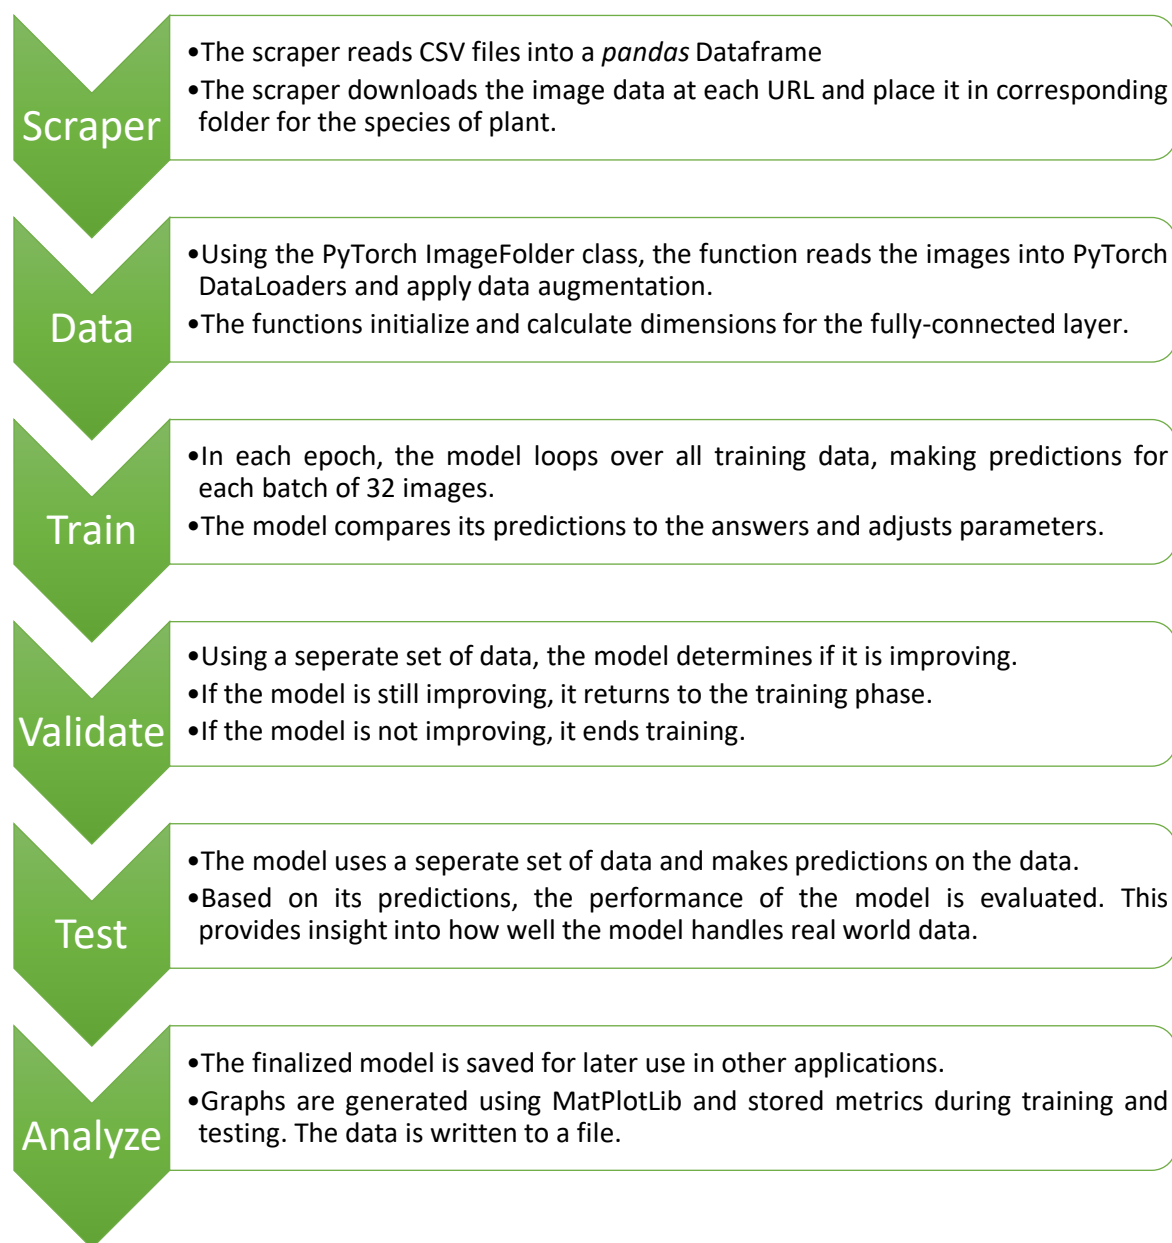 Scraper
•The scraper reads CSV files into a pandas Dataframe
•The scraper downloads the image data at each URL and place it in corresponding
folder for the species of plant.
Data
•Using the PyTorch ImageFolder class, the function reads the images into PyTorch
DataLoaders and apply data augmentation.
•The functions initialize and calculate dimensions for the fully-connected layer.
Train
•In each epoch, the model loops over all training data, making predictions for
each batch of 32 images.
•The model compares its predictions to the answers and adjusts parameters.
Validate
•Using a seperate set of data, the model determines if it is improving.
•If the model is still improving, it returns to the training phase.
•If the model is not improving, it ends training.
Test
•The model uses a seperate set of data and makes predictions on the data.
•Based on its predictions, the performance of the model is evaluated. This
provides insight into how well the model handles real world data.
Analyze
•The finalized model is saved for later use in other applications.
•Graphs are generated using MatPlotLib and stored metrics during training and
testing. The data is written to a file.